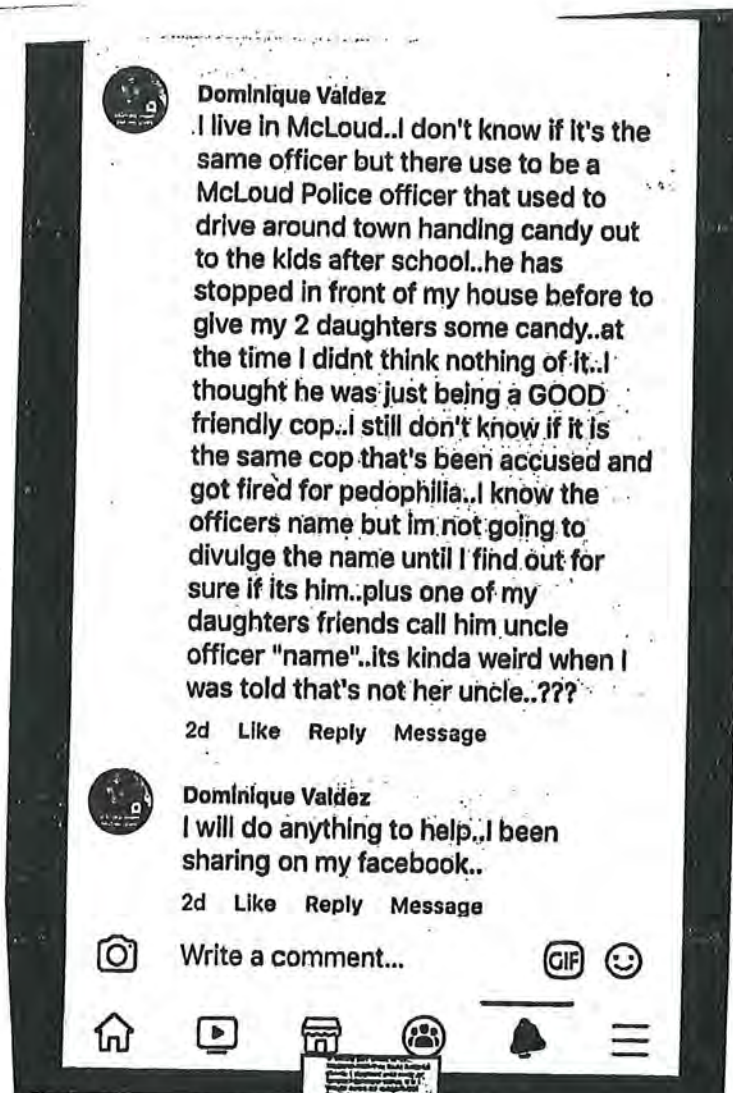 Dominique Valdez
.I live in McLoud..I don't know if it's the
same officer but there use to be a
McLoud Police officer that used to
drive around town handing candy out
to the kids after school..he has
stopped in front of my house before to
give my 2 daughters some candy..at
the time I didnt think nothing of it..I
thought he was just being a GOOD
friendly cop..i still don't know if it is
the same cop that's been accused and
got fired for pedophilia..I know the
officers name but im not going to
divulge the name until I find out for
sure if its him..plus one of my
daughters friends call him uncle
officer "name"..its kinda weird when I
was told that's not her uncle..???
2d Like Reply Message
Dominique Valdez
I will do anything to help..I been
sharing on my facebook..
2d Like Reply Message
Write a comment...
GIF